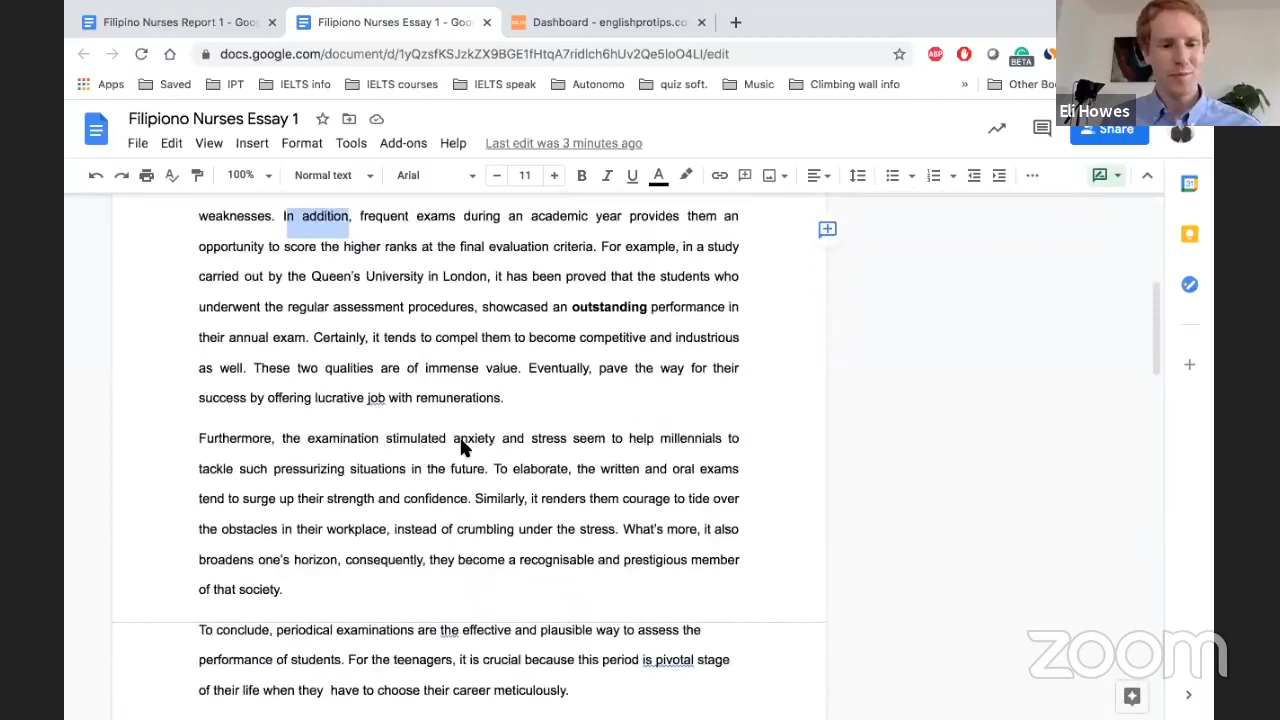 Filipino Nurses Report 1 - Goo
Filipiono Nurses Essay 1 - Goo
Dashboard - englishprotips.co
docs.google.com/document/d/1yQzsfKSJzkZX9BGE1fHtqA7ridlch6hUv2Qe5loO4LI/edit
ABP
BETA
Apps
Saved
IPT
IELTS info
IELTS courses
IELTS speak
Autonomo
quiz soft.
Music
Climbing wall info
»
Other Boo
Eli Howes
Filipiono Nurses Essay 1
Share
File Edit View Insert Format Tools Add-ons Help Last edit was 3 minutes ago
100% Normal text Arial 11 B I U A
31
weaknesses. In addition, frequent exams during an academic year provides them an
opportunity to score the higher ranks at the final evaluation criteria. For example, in a study
carried out by the Queen's University in London, it has been proved that the students who
underwent the regular assessment procedures, showcased an outstanding performance in
their annual exam. Certainly, it tends to compel them to become competitive and industrious
as well. These two qualities are of immense value. Eventually, pave the way for their
success by offering lucrative job with remunerations.
Furthermore, the examination stimulated anxiety and stress seem to help millennials to
tackle such pressurizing situations in the future. To elaborate, the written and oral exams
tend to surge up their strength and confidence. Similarly, it renders them courage to tide over
the obstacles in their workplace, instead of crumbling under the stress. What's more, it also
broadens one's horizon, consequently, they become a recognisable and prestigious member
of that society.
To conclude, periodical examinations are the effective and plausible way to assess the
performance of students. For the teenagers, it is crucial because this period is pivotal stage
of their life when they have to choose their career meticulously.
zoom